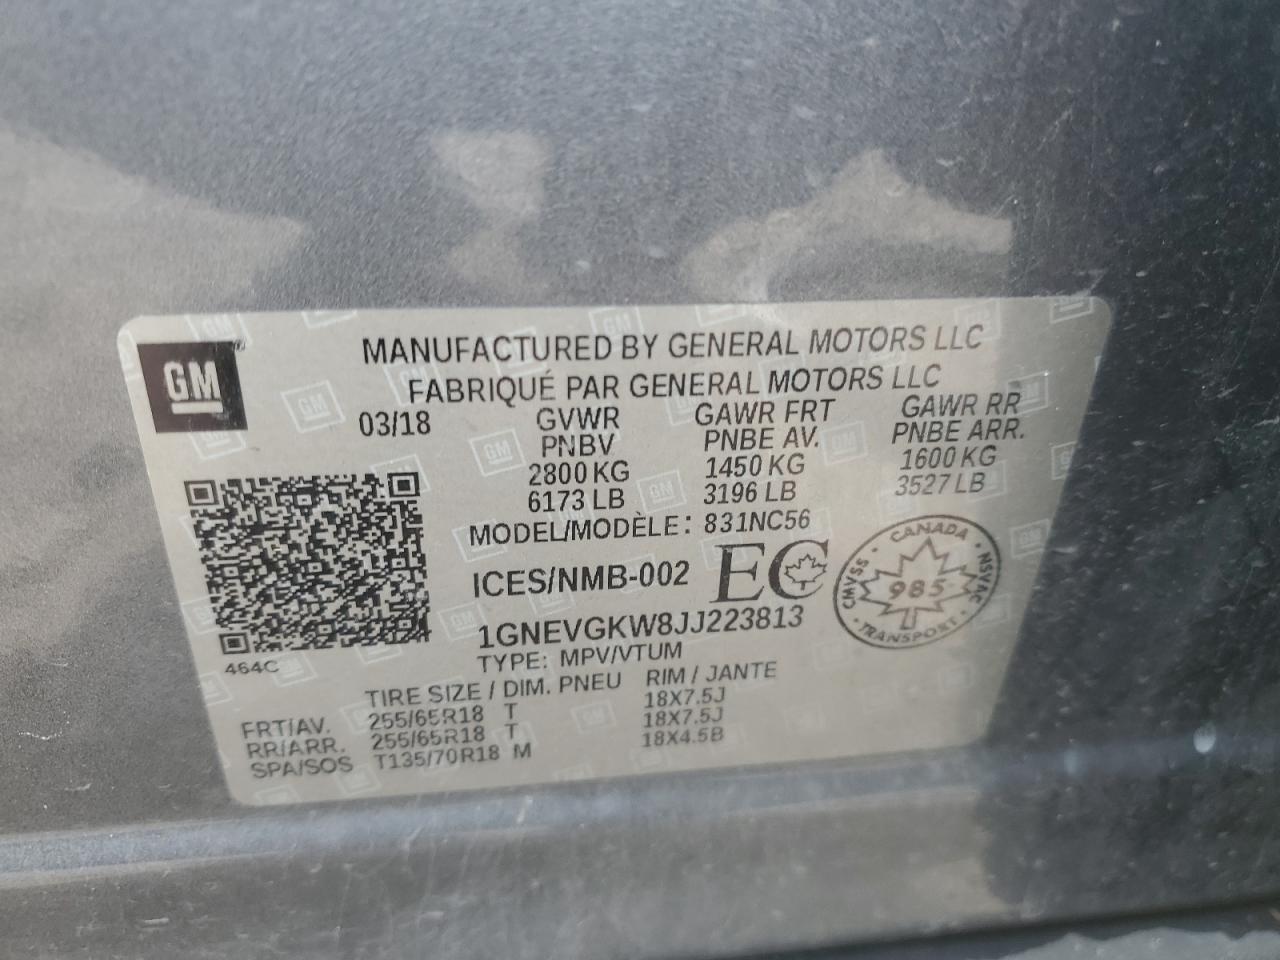 GM
MANUFACTURED BY GENERAL MOTORS LLC
FABRIQUÉ PAR GENERAL MOTORS LLC
03/18 GVWR GAWR FRT GAWR RR
PNBV PNBE AV. PNBE ARR.
2800 KG 1450 KG 1600 KG
6173 LB 3196 LB 3527 LB
MODEL/MODÈLE: 831NC56
ICES/NMB-002 EC
CANADA
CMVSS 985 NSVAC
TRANSPORT
1GNEVGKW8JJ223813
464C
TYPE: MPV/VTUM
TIRE SIZE / DIM. PNEU RIM / JANTE
FRT/AV. 255/65R18 T 18X7.5J
RR/ARR. 255/65R18 T 18X7.5J
SPA/SOS T135/70R18 M 18X4.5B